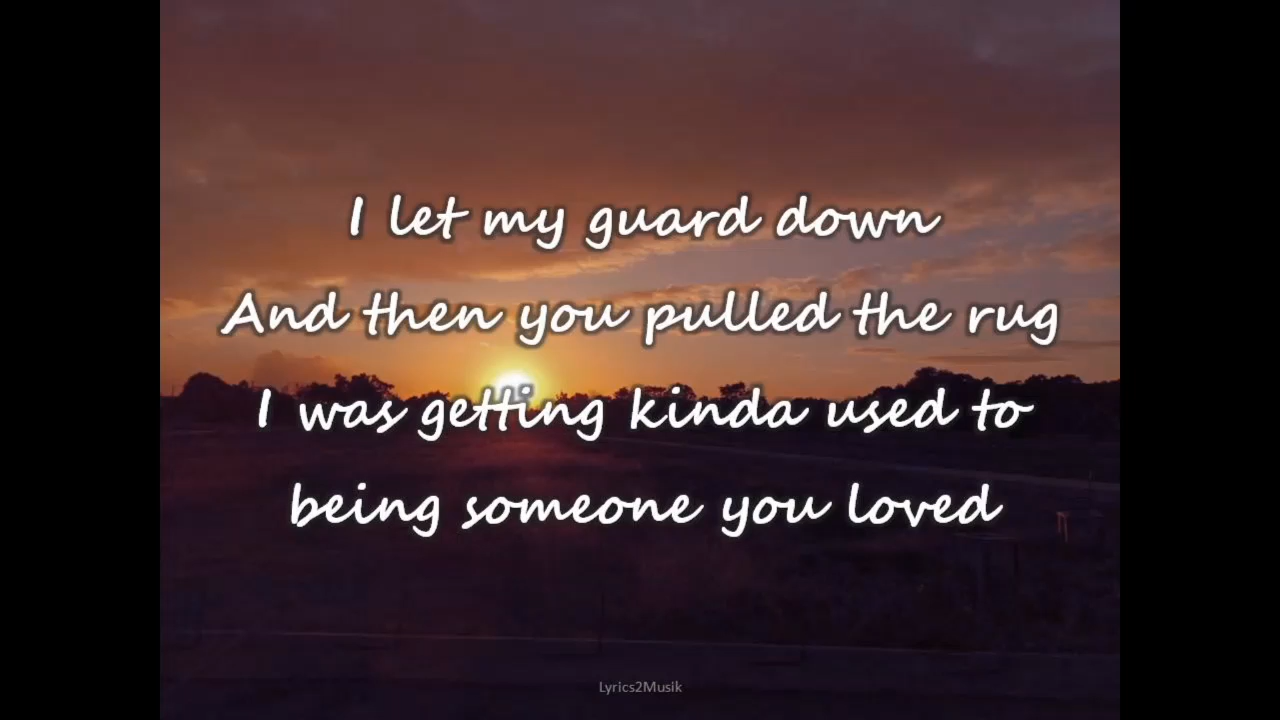 I let my guard down
And then you pulled the rug
I was getting kinda used to
being someone you loved
Lyrics2Musik